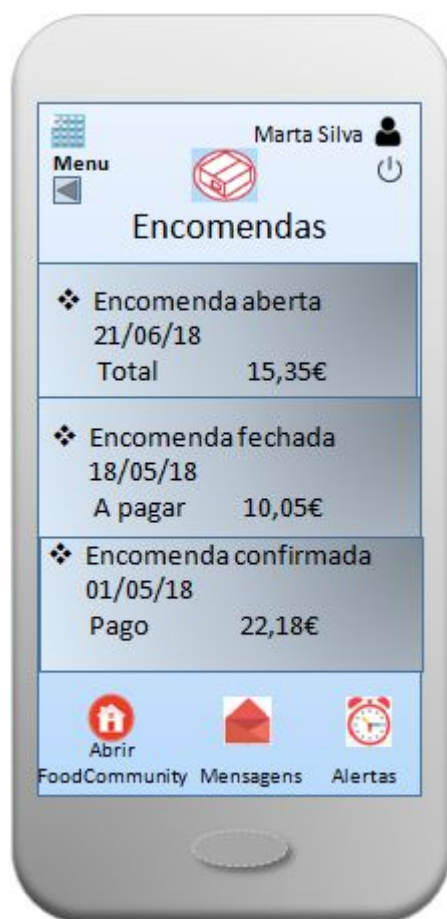 Marta Silva
Menu
Encomendas
❖ Encomenda aberta
21/06/18
Total 15,35€
❖ Encomenda fechada
18/05/18
A pagar 10,05€
❖ Encomenda confirmada
01/05/18
Pago 22,18€
Abrir
FoodCommunity Mensagens Alertas